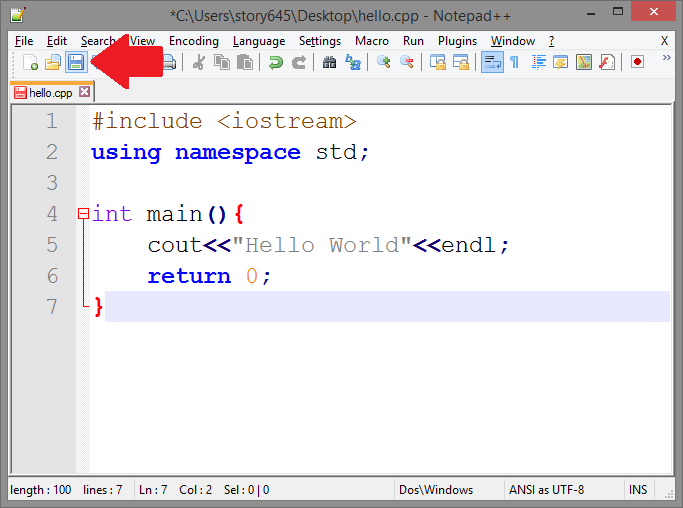 *C:\Users\story645\Desktop\hello.cpp - Notepad++
File Edit Search View Encoding Language Settings Macro Run Plugins Window ? X
hello.cpp
1 #include <iostream>
2 using namespace std;
3
4 int main(){
5     cout<<"Hello World"<<endl;
6     return 0;
7 }
length : 100 lines : 7 Ln : 7 Col : 2 Sel : 0 | 0 Dos\Windows ANSI as UTF-8 INS